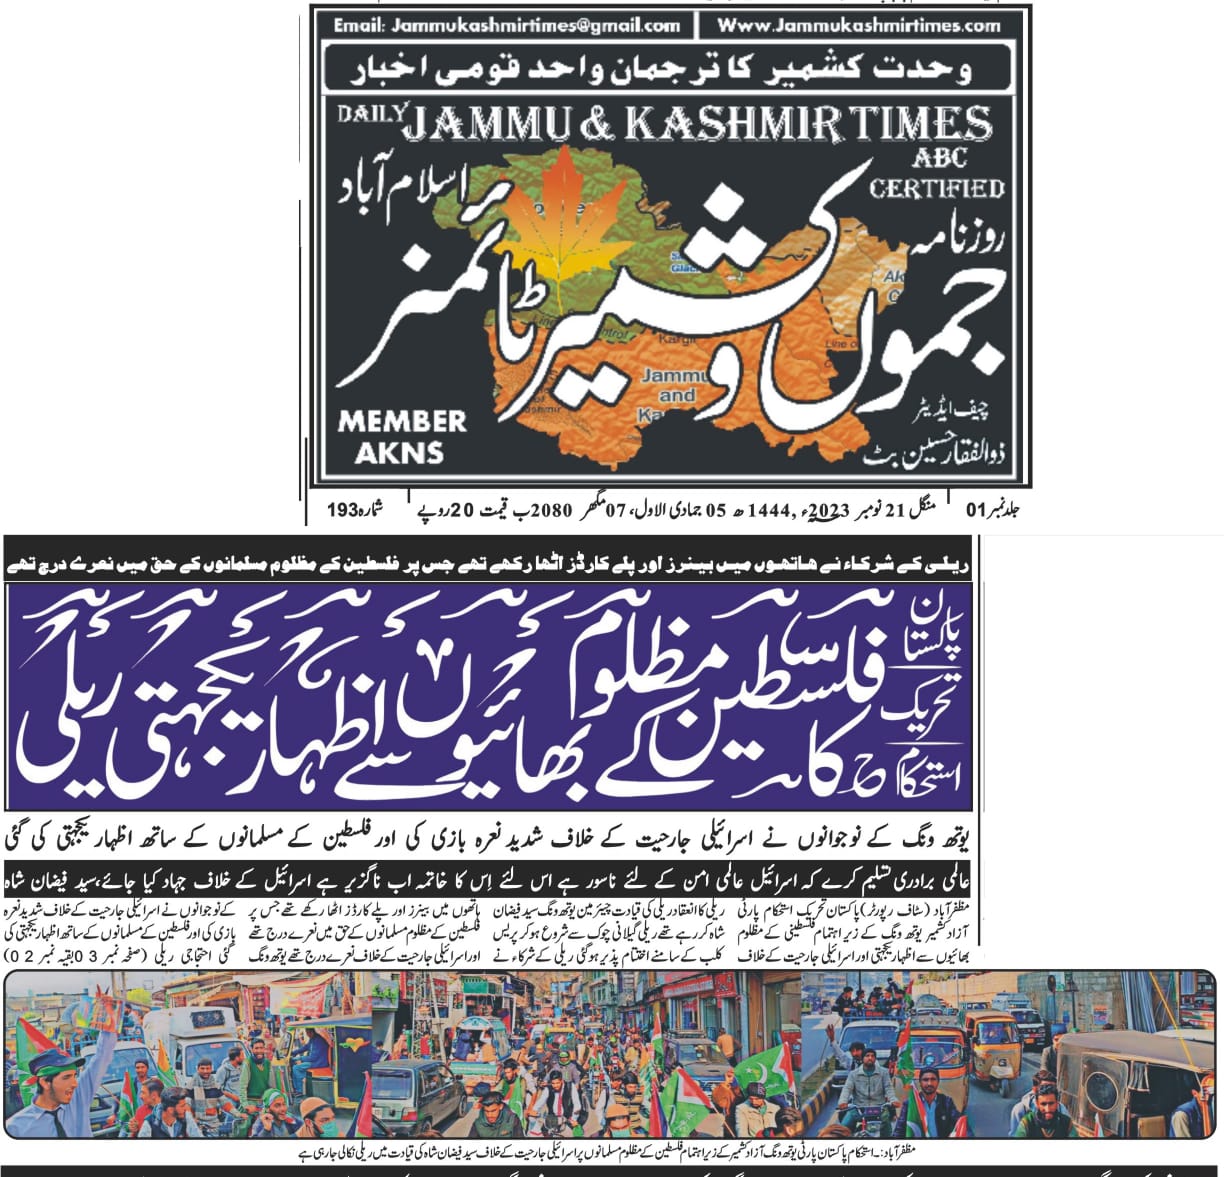 Email: Jammukashmirtimes@gmail.com
Www.Jammukashmirtimes.com
وحدت کشمیر کا ترجمان واحد قومی اخبار
DAILY JAMMU & KASHMIR TIMES
ABC
CERTIFIED
اسلام آباد
روزنامہ
جموں و کشمیر ٹائمنز
چیف ایڈیٹر
ذوالفقار حسین بٹ
MEMBER
AKNS
Jammu
and
جلد نمبر 01
منگل 21 نومبر 2023ء, 1444ھ 05 جمادی الاول، 07 مگھر 2080ب قیمت 20 روپے
شمارہ 193
ریلی کے شرکاء نے ہاتھوں میں بینرز اور پلے کارڈز اٹھا رکھے تھے جس پر فلسطین کے مظلوم مسلمانوں کے حق میں نعرے درج تھے
تحریک استحکام پاکستان کا فلسطین کے مظلوم بھائیوں سے اظہار یکجہتی ریلی
یوتھ ونگ کے نوجوانوں نے اسرائیلی جارحیت کے خلاف شدید نعرہ بازی کی اور فلسطین کے مسلمانوں کے ساتھ اظہار یکجہتی کی گئی
عالمی برادری تسلیم کرے کہ اسرائیل عالمی امن کے لئے ناسور ہے اس لئے اِس کا خاتمہ اب ناگزیر ہے اسرائیل کے خلاف جہاد کیا جائے، سید فیضان شاہ
مظفرآباد (سٹاف رپورٹر) پاکستان تحریک استحکام پارٹی
آزاد کشمیر یوتھ ونگ کے زیر اہتمام فلسطینی کے مظلوم
بھائیوں سے اظہار یکجہتی اور اسرائیلی جارحیت کے خلاف
ریلی کا انعقاد ریلی کی قیادت چیئرمین یوتھ ونگ سید فیضان
شاہ کر رہے تھے ریلی گیلانی چوک سے شروع ہو کر پریس
کلب کے سامنے اختتام پذیر ہو گئی ریلی کے شرکاء نے
ہاتھوں میں بینرز اور پلے کارڈز اٹھا رکھے تھے جس پر
فلسطین کے مظلوم مسلمانوں کے حق میں نعرے درج تھے
اور اسرائیلی جارحیت کے خلاف نعرے درج تھے یوتھ ونگ
کے نوجوانوں نے اسرائیلی جارحیت کے خلاف شدید نعرہ
بازی کی اور فلسطین کے مسلمانوں کے ساتھ اظہار یکجہتی کی
گئی احتجاجی ریلی (صفحہ نمبر 03 بقیہ نمبر 02)
مظفرآباد:۔ استحکام پاکستان پارٹی یوتھ ونگ آزاد کشمیر کے زیر اہتمام فلسطین کے مظلوم مسلمانوں پر اسرائیلی جارحیت کے خلاف سید فیضان شاہ کی قیادت میں ریلی نکالی جا رہی ہے